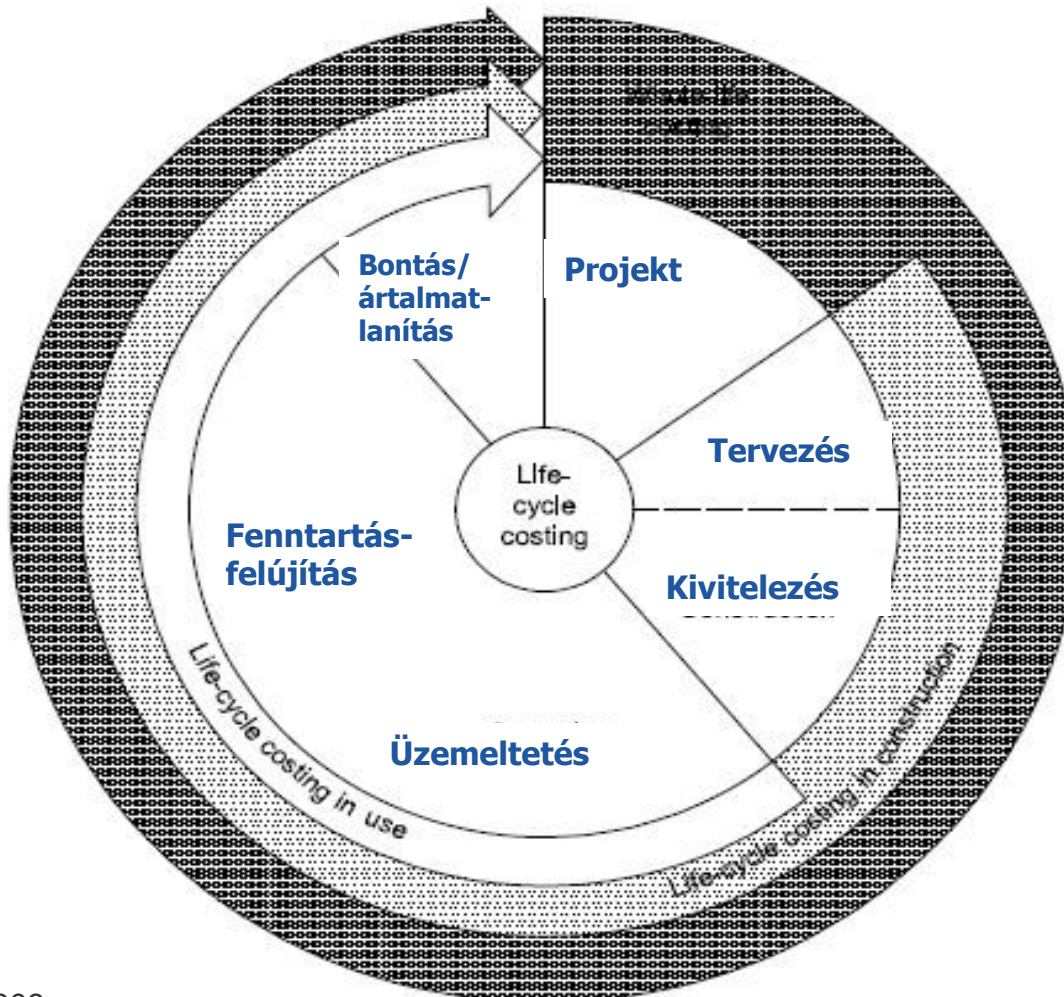 Projekt
Tervezés
Kivitelezés
Üzemeltetés
Fenntartás-
felújítás
Bontás/
ártalmat-
lanítás
Life-
cycle
costing
Life-cycle costing in use
Life-cycle costing in construction